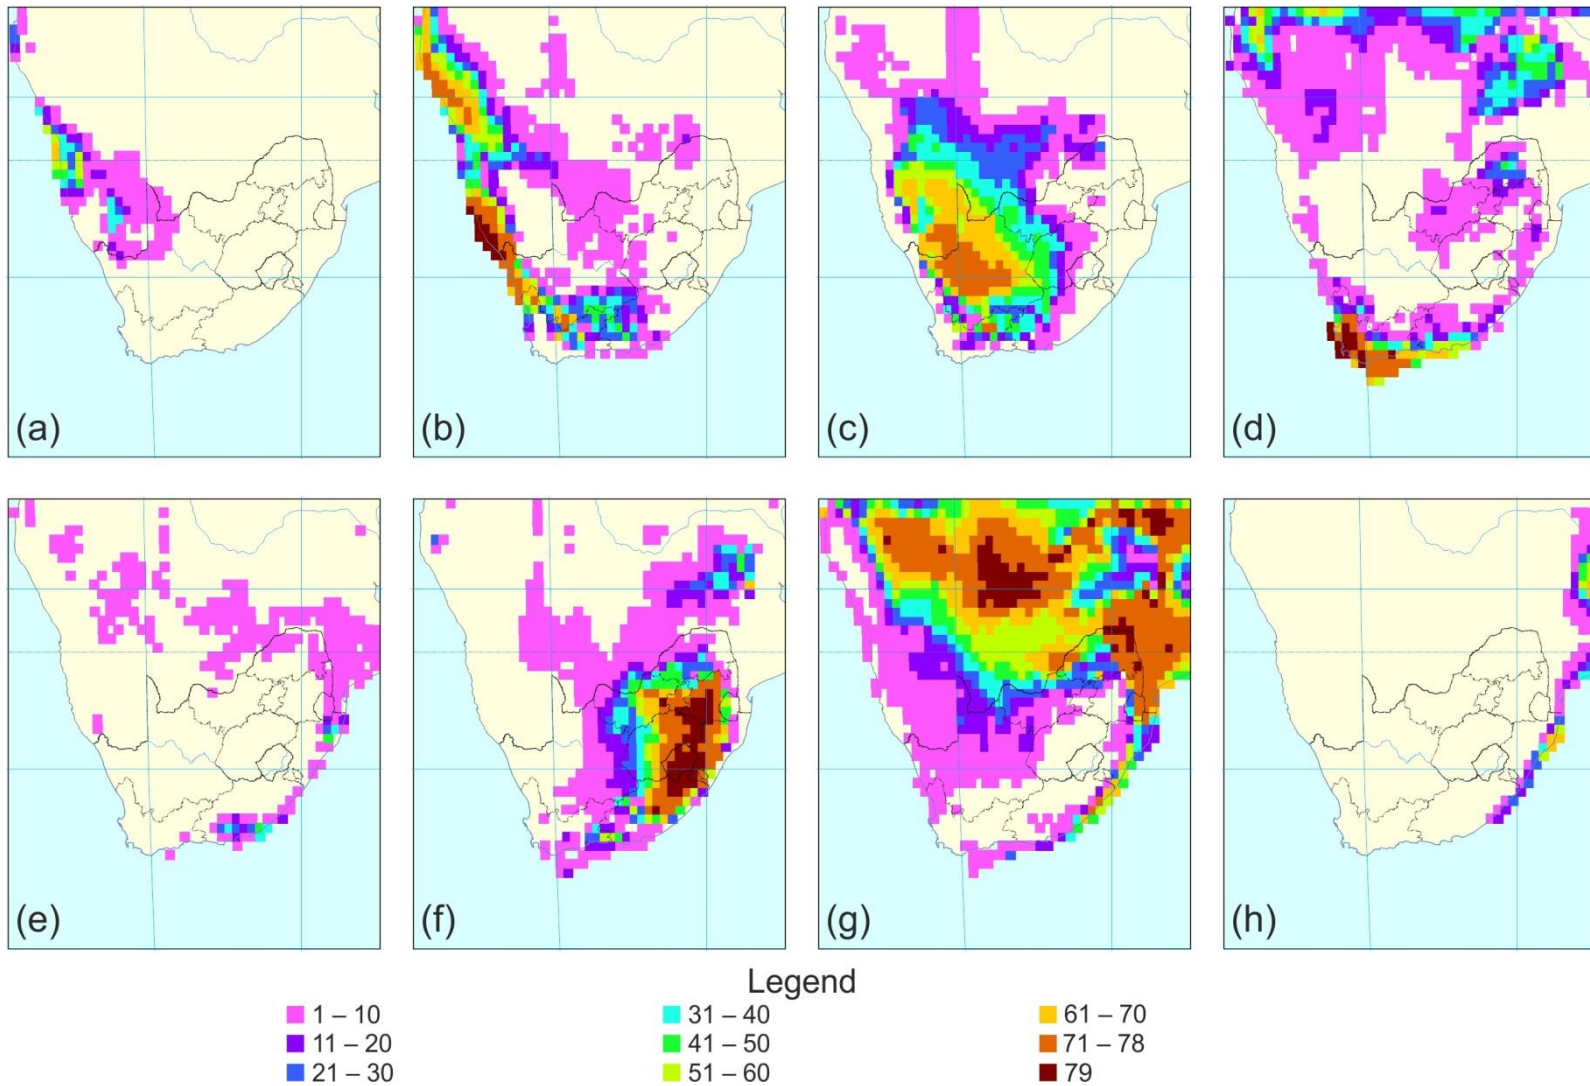 (a) (b) (c) (d)
(e) (f) (g) (h)
Legend
1 – 10 31 – 40 61 – 70
11 – 20 41 – 50 71 – 78
21 – 30 51 – 60 79